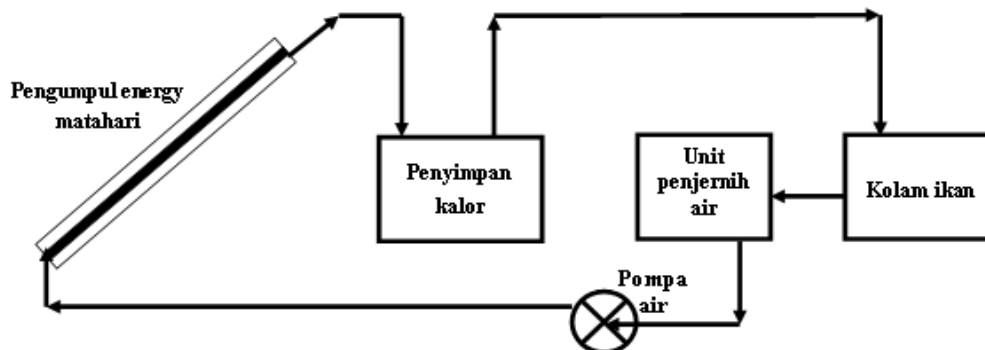 Pengumpul energy
matahari
Penyimpan
kalor
Unit
penjernih
air
Kolam ikan
Pompa
air